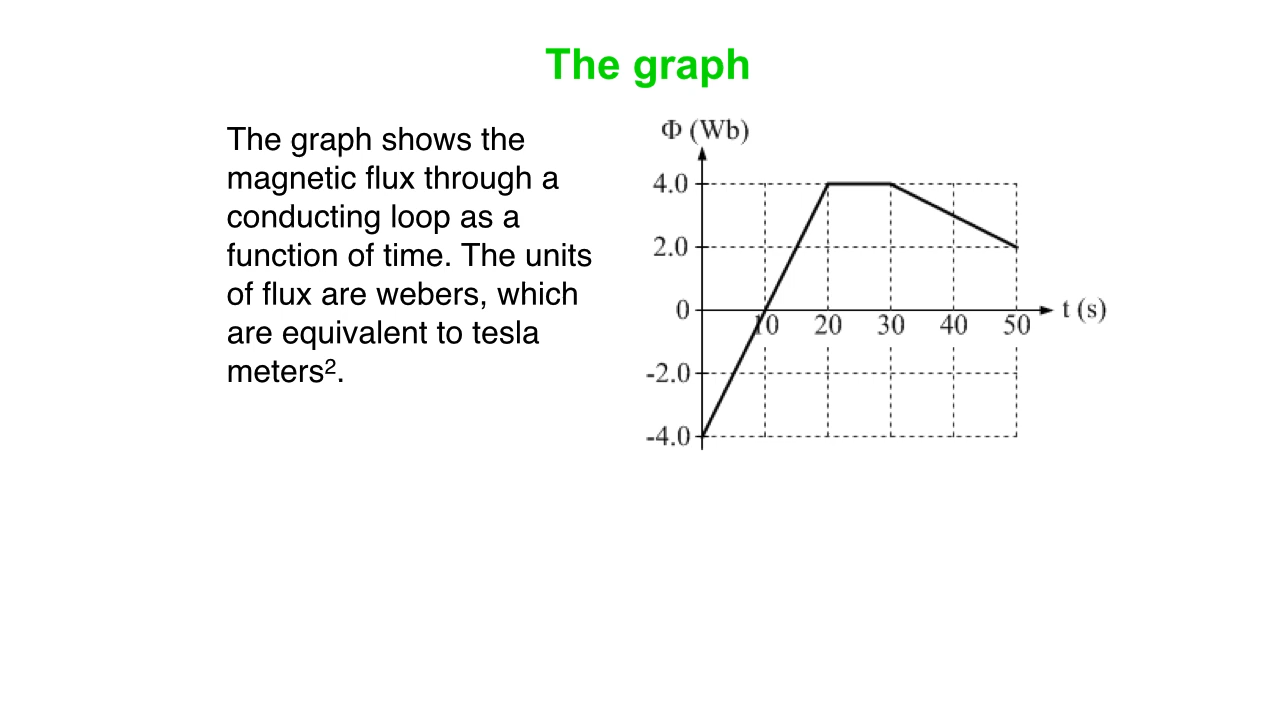 The graph
The graph shows the
magnetic flux through a
conducting loop as a
function of time. The units
of flux are webers, which
are equivalent to tesla
meters².
Φ (Wb)
4.0
2.0
0
-2.0
-4.0
10 20 30 40 50
t (s)